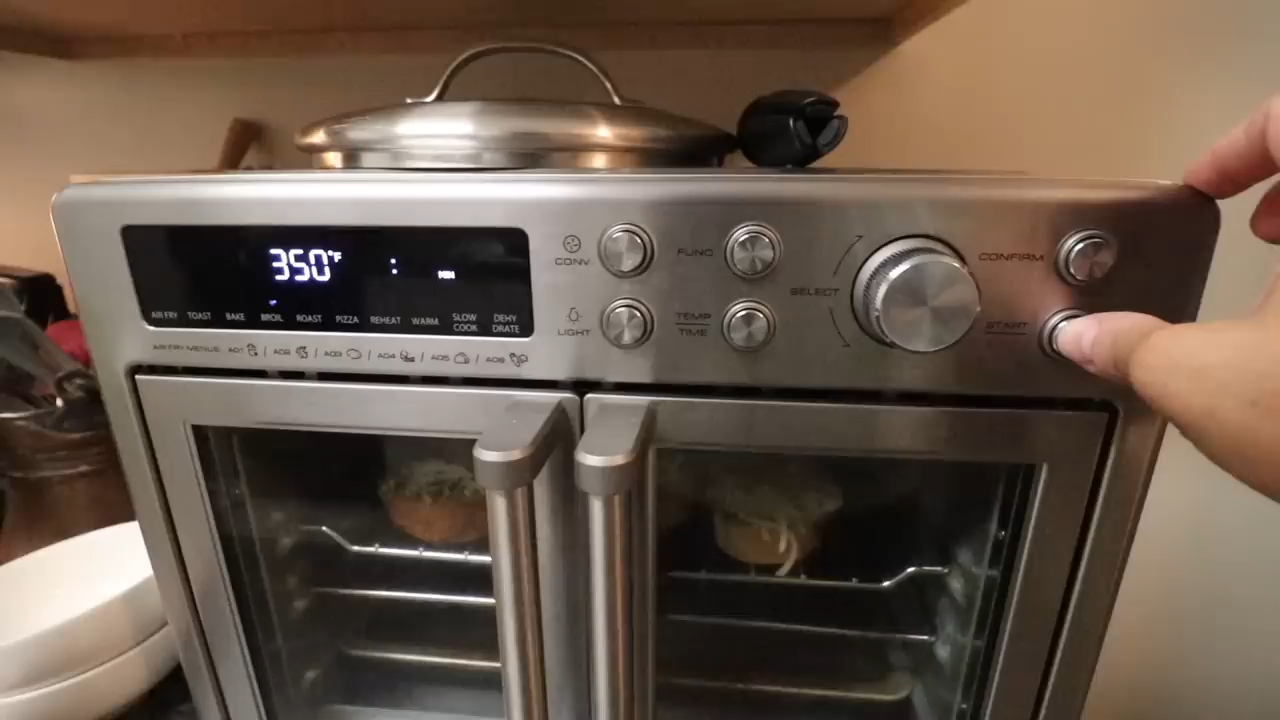 350°F : MIN
AIR FRY TOAST BAKE BROIL ROAST PIZZA REHEAT WARM SLOW COOK DEHY DRATE
AIR FRY MENUS: A01 / A02 / A03 / A04 / A05 / A06
CONV.
FUNC
LIGHT
TEMP
TIME
SELECT
CONFIRM
START